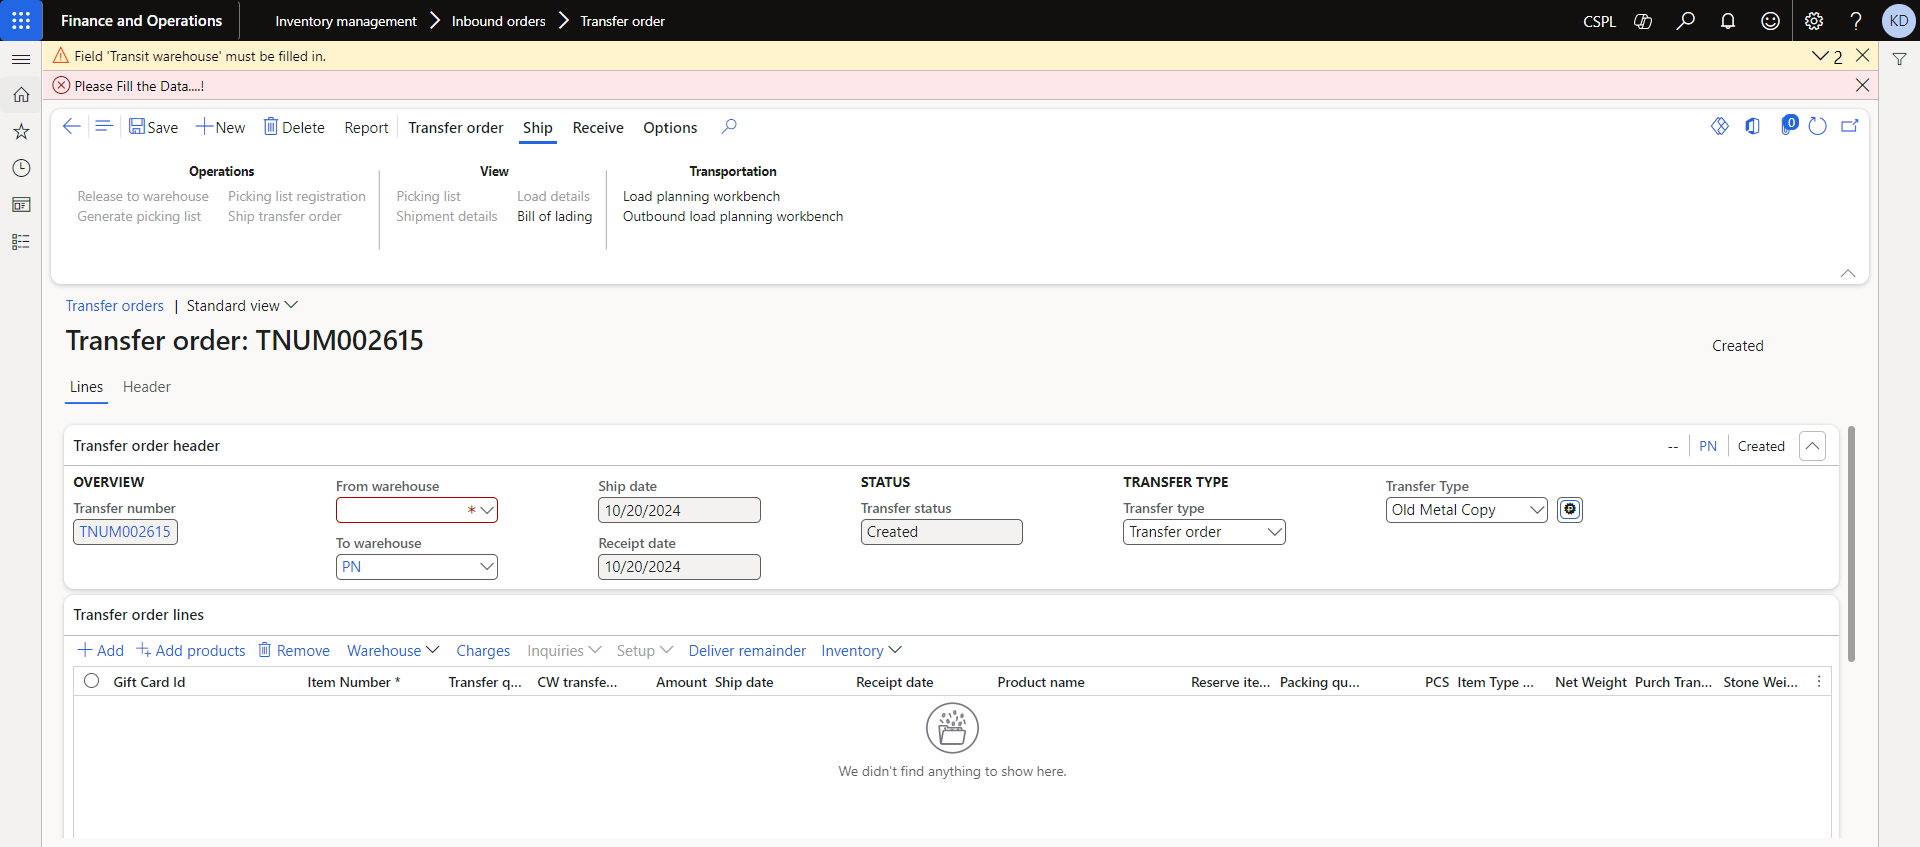 Finance and Operations
Inventory management > Inbound orders > Transfer order
CSPL
KD
Field 'Transit warehouse' must be filled in.
2
Please Fill the Data....!
Save New Delete Report Transfer order Ship Receive Options
0
Operations View Transportation
Release to warehouse Picking list registration Picking list Load details Load planning workbench
Generate picking list Ship transfer order Shipment details Bill of lading Outbound load planning workbench
Transfer orders | Standard view
Transfer order: TNUM002615
Created
Lines Header
Transfer order header
-- PN Created
OVERVIEW
Transfer number
TNUM002615
From warehouse
*
To warehouse
PN
Ship date
10/20/2024
Receipt date
10/20/2024
STATUS
Transfer status
Created
TRANSFER TYPE
Transfer type
Transfer order
Transfer Type
Old Metal Copy
Transfer order lines
Add Add products Remove Warehouse Charges Inquiries Setup Deliver remainder Inventory
Gift Card Id Item Number * Transfer q... CW transfe... Amount Ship date Receipt date Product name Reserve ite... Packing qu... PCS Item Type ... Net Weight Purch Tran... Stone Wei...
We didn't find anything to show here.